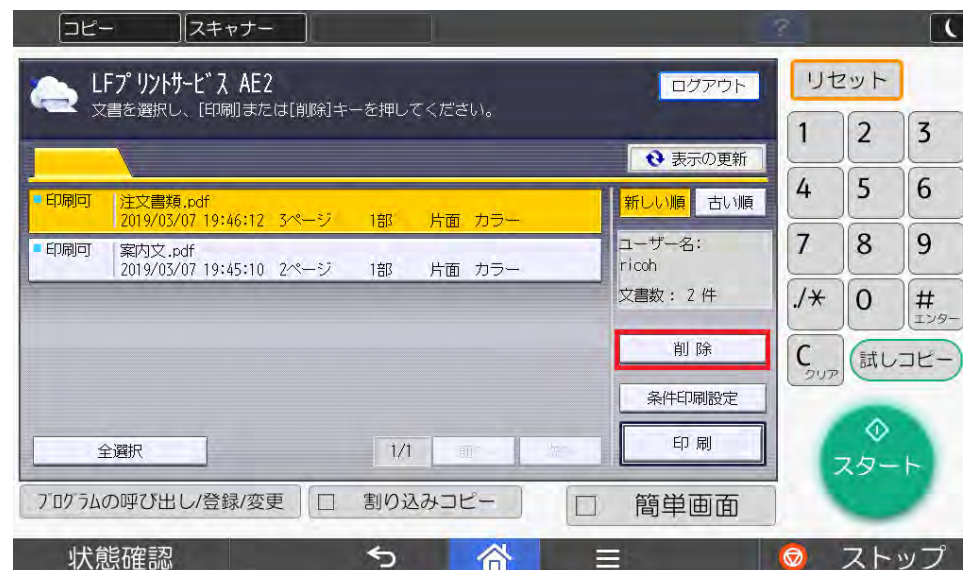 コピー スキャナー ?
LFプリントサービス AE2 ログアウト
文書を選択し、[印刷]または[削除]キーを押してください。
表示の更新
印刷可 注文書類.pdf
2019/03/07 19:46:12 3ページ 1部 片面 カラー
印刷可 案内文.pdf
2019/03/07 19:45:10 2ページ 1部 片面 カラー
新しい順 古い順
ユーザー名:
ricoh
文書数: 2 件
削 除
条件印刷設定
全選択 1/1 印 刷
プログラムの呼び出し/登録/変更 割り込みコピー 簡単画面
状態確認 ストップ
リセット
1 2 3
4 5 6
7 8 9
./* 0 #
エンター
C 試しコピー
クリア
スタート